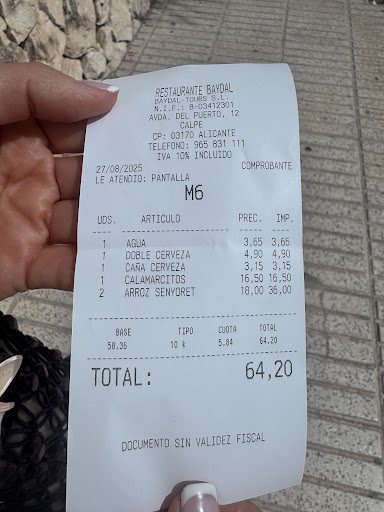 RESTAURANTE BAYDAL
BAYDAL-TOURS S.L.
N.I.F.: B-03412301
AVDA. DEL PUERTO, 12
CALPE
CP: 03170 ALICANTE
TELEFONO: 965 831 111
IVA 10% INCLUIDO
27/08/2025 COMPROBANTE
LE ATENDIO: PANTALLA
M6
UDS. ARTICULO PREC. IMP.
1 AGUA 3,65 3,65
1 DOBLE CERVEZA 4,90 4,90
1 CAÑA CERVEZA 3,15 3,15
1 CALAMARCITOS 16,50 16,50
2 ARROZ SENYORET 18,00 36,00
BASE TIPO CUOTA TOTAL
58.36 10 % 5.84 64.20
TOTAL: 64,20
DOCUMENTO SIN VALIDEZ FISCAL